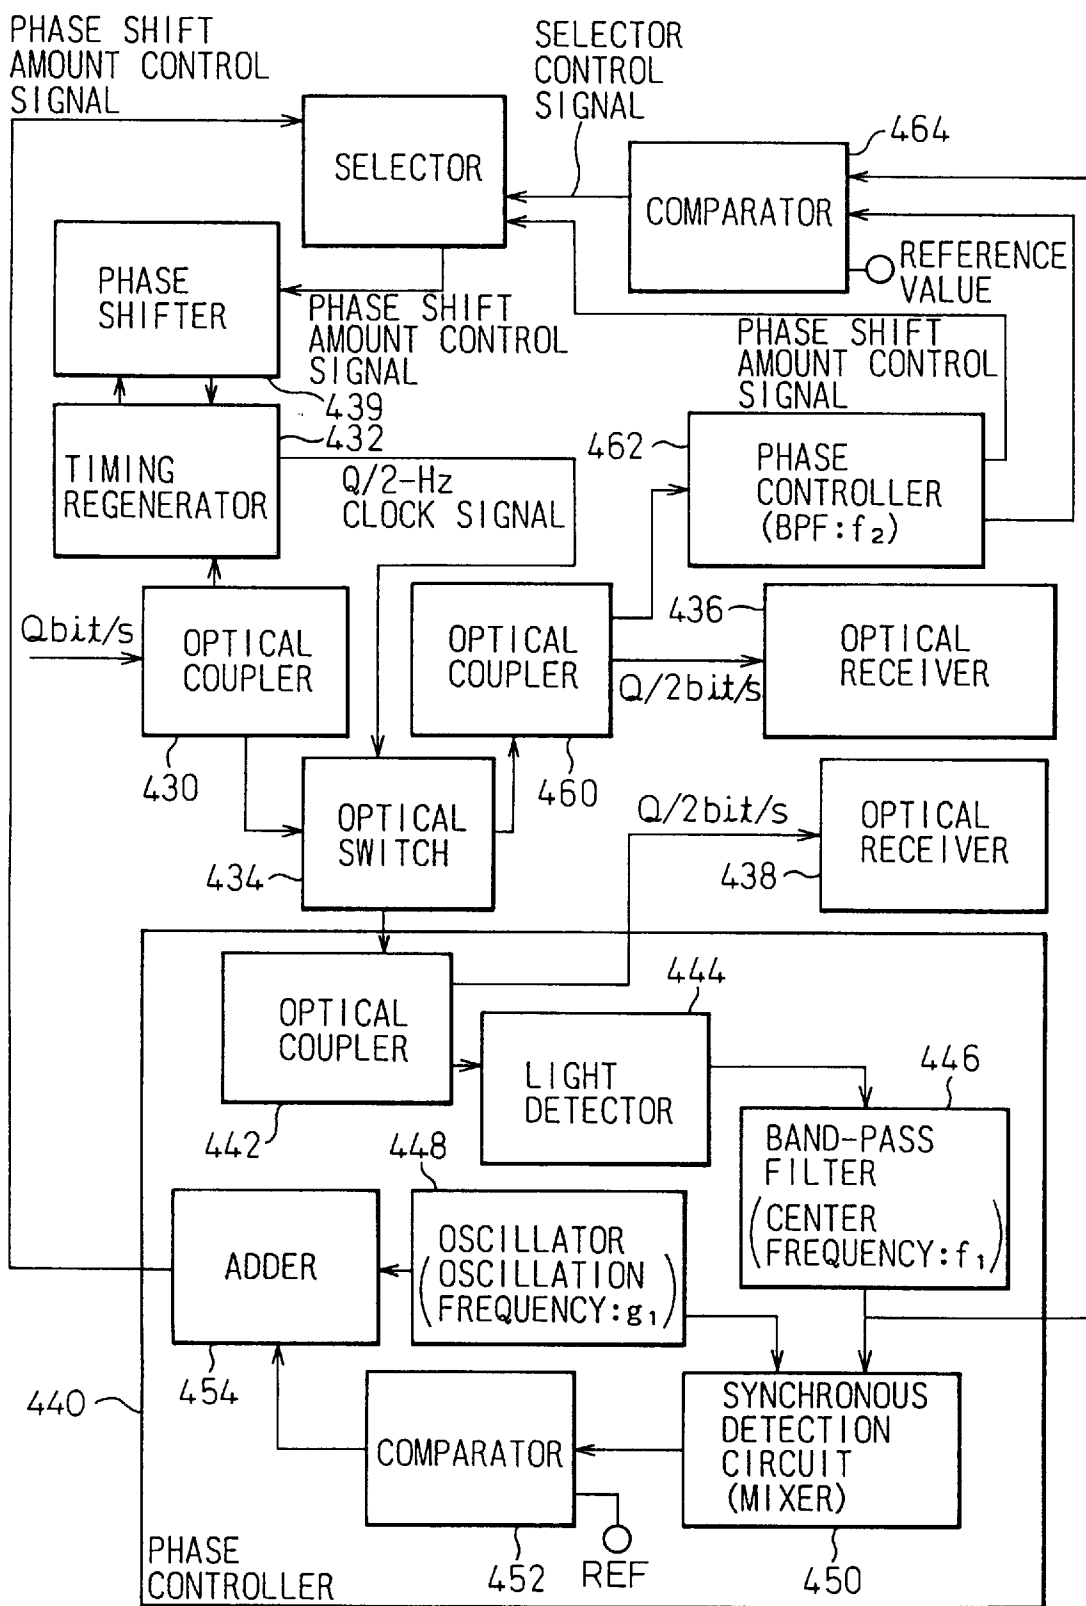 PHASE SHIFT
AMOUNT CONTROL
SIGNAL
SELECTOR
CONTROL
SIGNAL
464
SELECTOR
COMPARATOR
REFERENCE
VALUE
PHASE
SHIFTER
PHASE SHIFT
AMOUNT CONTROL
SIGNAL
PHASE SHIFT
AMOUNT CONTROL
SIGNAL
439
432
462
TIMING
REGENERATOR
Q/2-Hz
CLOCK SIGNAL
PHASE
CONTROLLER
(BPF:f₂)
436
Qbit/s
OPTICAL
COUPLER
OPTICAL
COUPLER
OPTICAL
RECEIVER
Q/2bit/s
430
460
OPTICAL
SWITCH
434
Q/2bit/s
OPTICAL
RECEIVER
438
OPTICAL
COUPLER
444
442
LIGHT
DETECTOR
446
448
BAND-PASS
FILTER
(CENTER
FREQUENCY:f₁)
ADDER
OSCILLATOR
(OSCILLATION
FREQUENCY:g₁)
454
440
COMPARATOR
SYNCHRONOUS
DETECTION
CIRCUIT
(MIXER)
PHASE
CONTROLLER
452
REF
450